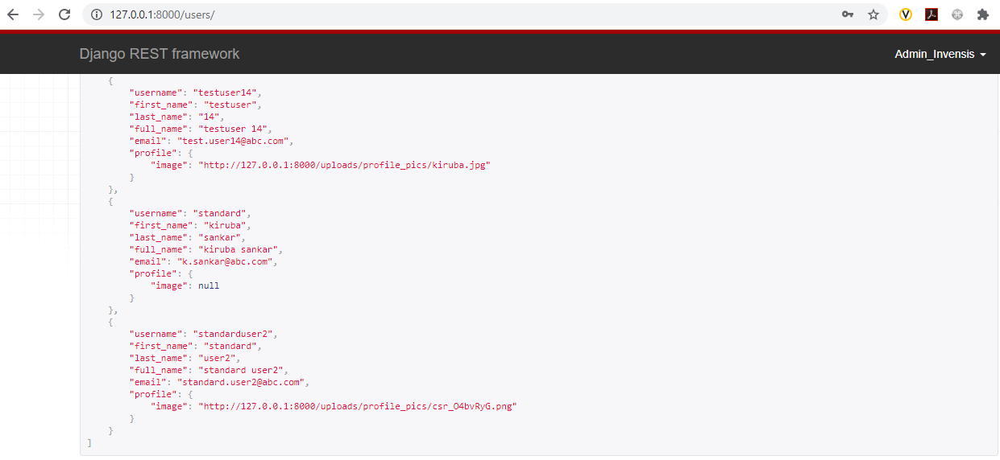 127.0.0.1:8000/users/
Django REST framework
Admin_Invensis
{
"username": "testuser14",
"first_name": "testuser",
"last_name": "14",
"full_name": "testuser 14",
"email": "test.user14@abc.com",
"profile": {
"image": "http://127.0.0.1:8000/uploads/profile_pics/kiruba.jpg"
}
},
{
"username": "standard",
"first_name": "kiruba",
"last_name": "sankar",
"full_name": "kiruba sankar",
"email": "k.sankar@abc.com",
"profile": {
"image": null
}
},
{
"username": "standarduser2",
"first_name": "standard",
"last_name": "user2",
"full_name": "standard user2",
"email": "standard.user2@abc.com",
"profile": {
"image": "http://127.0.0.1:8000/uploads/profile_pics/csr_O4bvRyG.png"
}
}
]